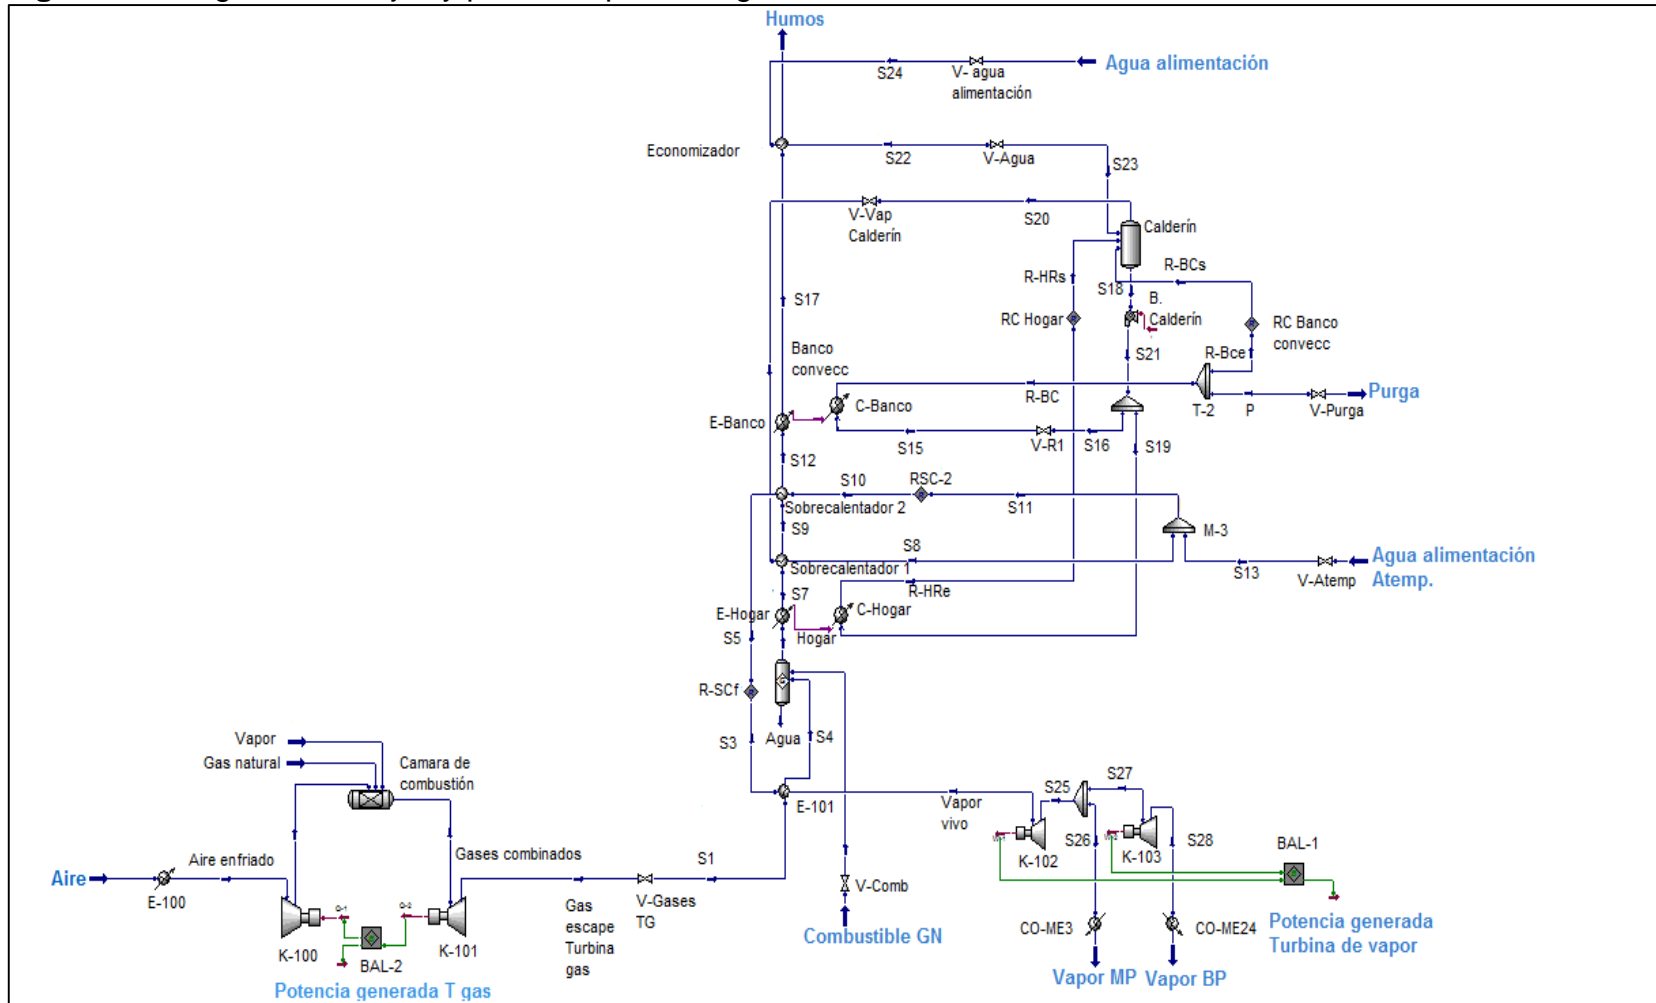 Humos
Agua alimentación
S24
V- agua
alimentación
Economizador
S22
V-Agua
S23
V-Vap
Calderín
S20
Calderín
R-HRs
R-BCs
S18
B.
Calderín
S17
RC Hogar
RC Banco
convecc
Banco
convecc
S21
R-Bce
R-BC
T-2
P
V-Purga
Purga
C-Banco
E-Banco
S15
V-R1
S16
S19
S12
S10
RSC-2
S11
Sobrecalentador 2
S9
M-3
S8
Agua alimentación
Atemp.
Sobrecalentador 1
S13
V-Atemp
S7
R-HRe
E-Hogar
C-Hogar
Hogar
S5
R-SCf
Vapor
Agua
S4
S3
Gas natural
Camara de
combustión
E-101
Vapor
vivo
S25
S27
K-102
S26
K-103
S28
BAL-1
Aire
Aire enfriado
E-100
Gases combinados
S1
V-Comb
K-100
BAL-2
K-101
Gas
escape
Turbina
gas
V-Gases
TG
Combustible GN
CO-ME3
CO-ME24
Potencia generada
Turbina de vapor
Vapor MP
Vapor BP
Potencia generada T gas